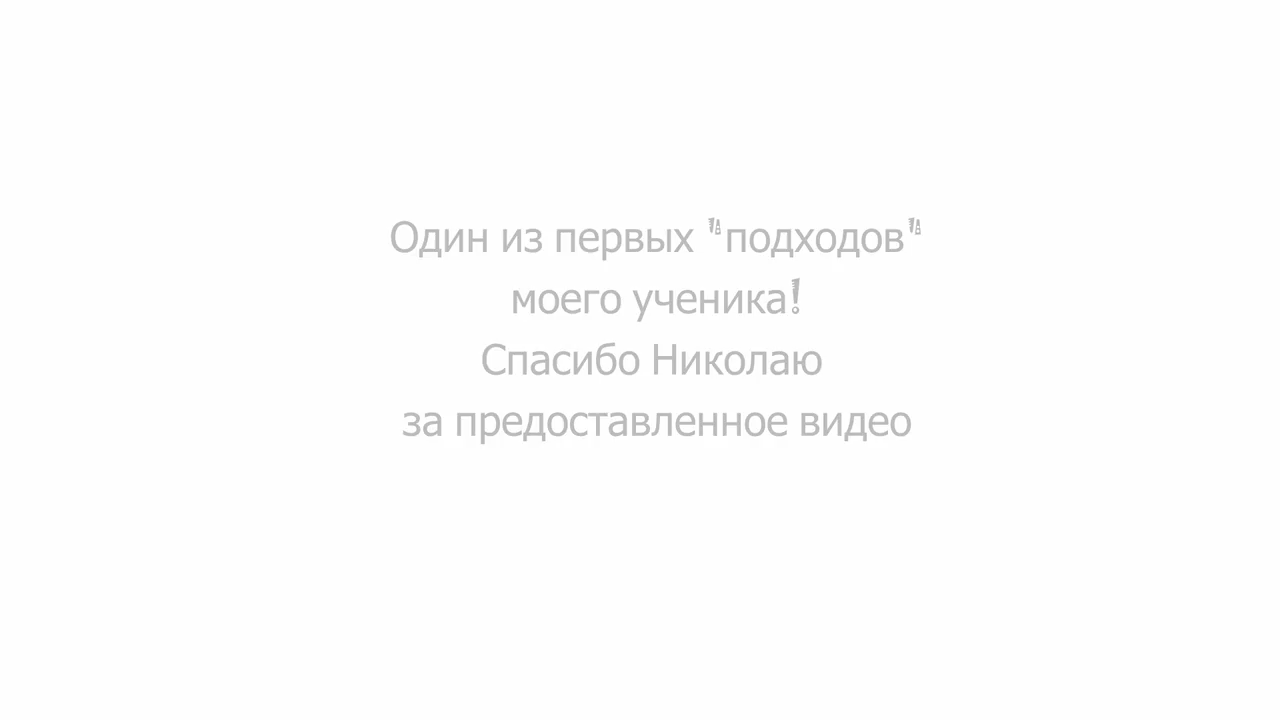 Один из первых "подходов"
моего ученика!
Спасибо Николаю
за предоставленное видео